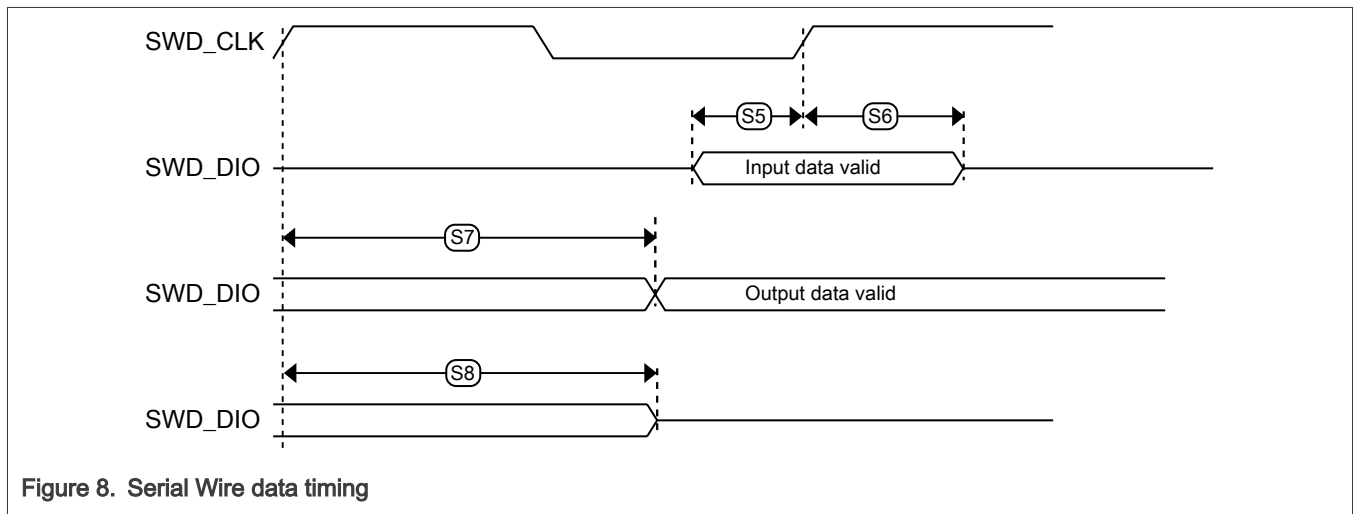 SWD_CLK
S5
S6
SWD_DIO
Input data valid
S7
SWD_DIO
Output data valid
S8
SWD_DIO
Figure 8. Serial Wire data timing